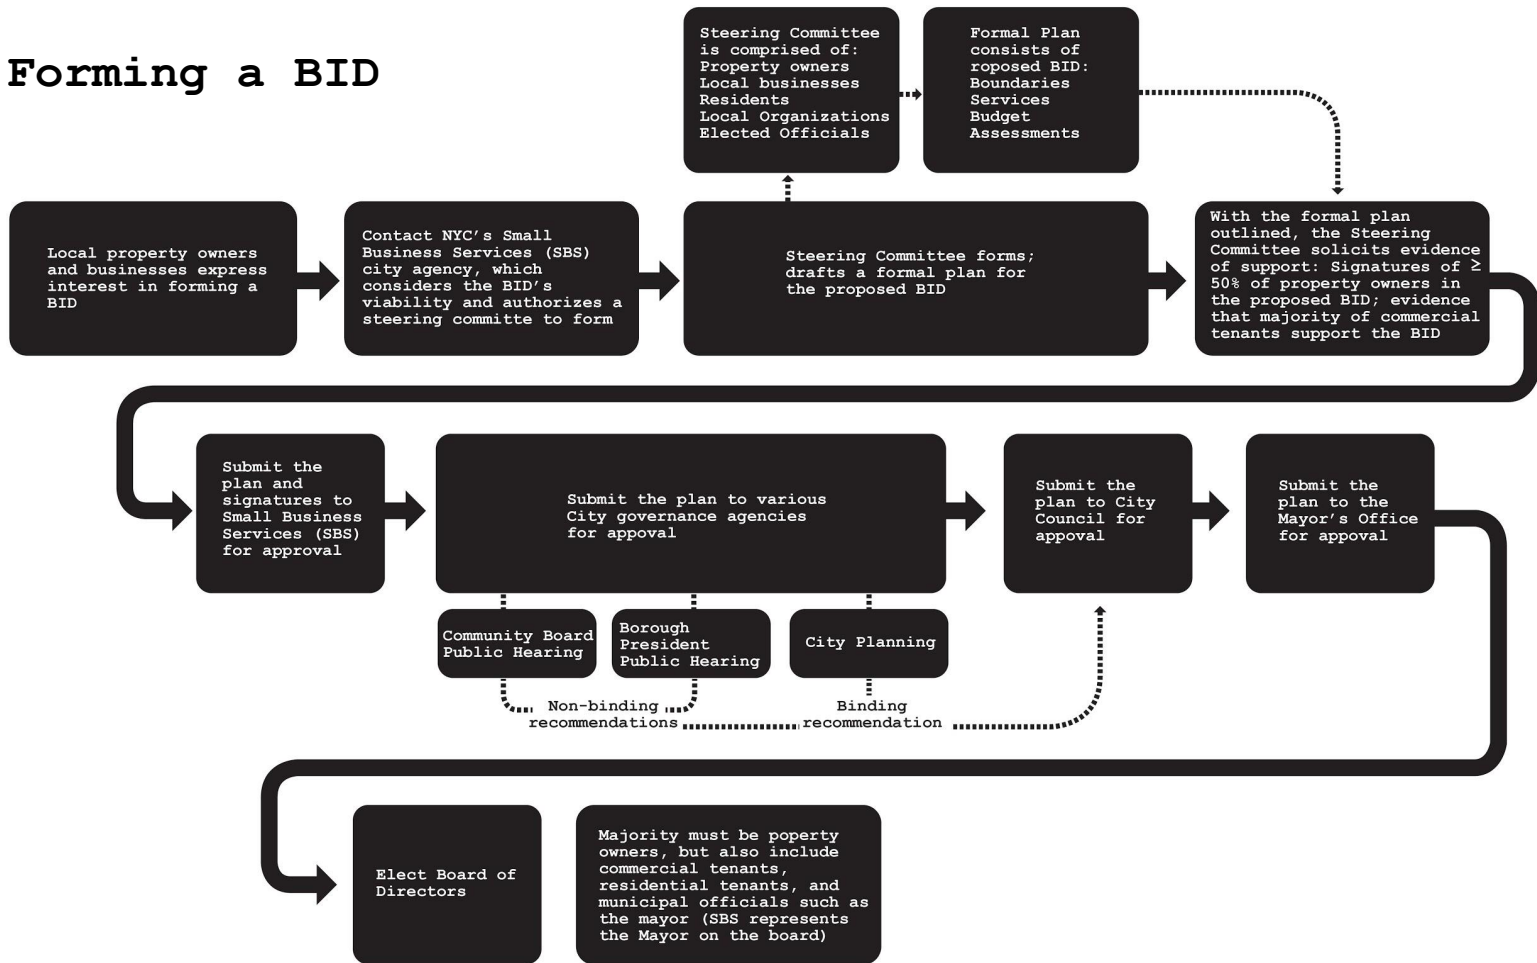 Forming a BID
Steering Committee
is comprised of:
Property owners
Local businesses
Residents
Local Organizations
Elected Officials
Formal Plan
consists of
roposed BID:
Boundaries
Services
Budget
Assessments
Local property owners
and businesses express
interest in forming a
BID
Contact NYC's Small
Business Services (SBS)
city agency, which
considers the BID's
viability and authorizes a
steering committe to form
Steering Committee forms;
drafts a formal plan for
the proposed BID
With the formal plan
outlined, the Steering
Committee solicits evidence
of support: Signatures of ≥
50% of property owners in
the proposed BID; evidence
that majority of commercial
tenants support the BID
Submit the
plan and
signatures to
Small Business
Services (SBS)
for approval
Submit the plan to various
City governance agencies
for appoval
Submit the
plan to City
Council for
appoval
Submit the
plan to the
Mayor's Office
for appoval
Community Board
Public Hearing
Borough
President
Public Hearing
City Planning
Non-binding
recommendations
Binding
recommendation
Elect Board of
Directors
Majority must be poperty
owners, but also include
commercial tenants,
residential tenants, and
municipal officials such as
the mayor (SBS represents
the Mayor on the board)